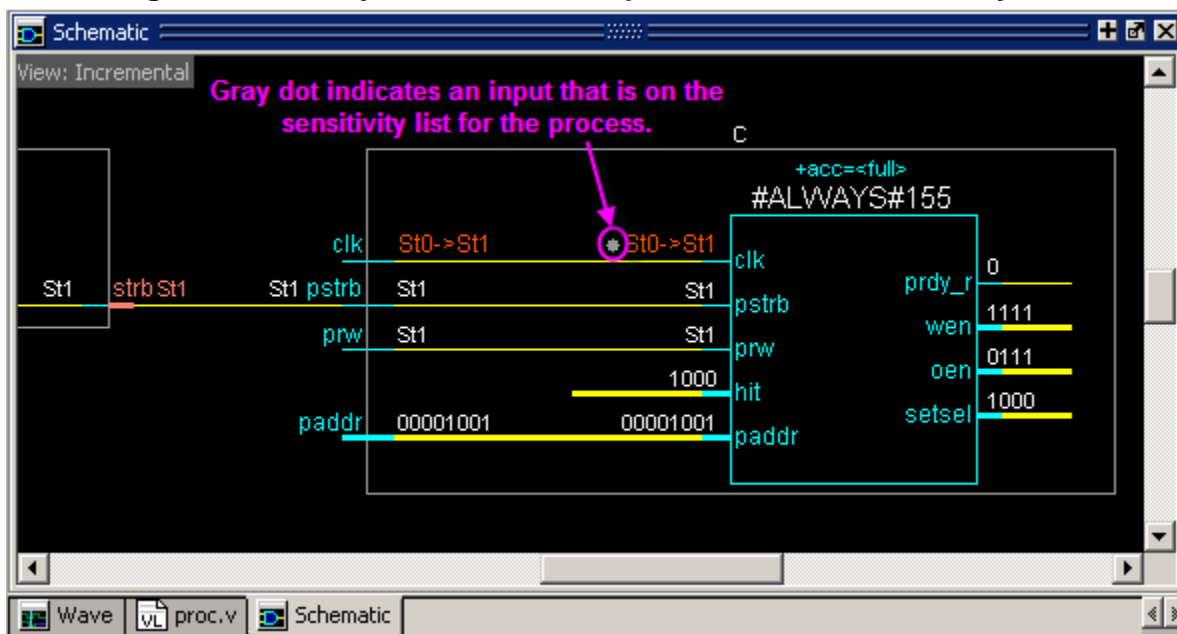 Schematic
View: Incremental
Gray dot indicates an input that is on the
sensitivity list for the process.
C
+acc=<full>
#ALWAYS#155
clk St0->St1 St0->St1 clk
prdy_r 0
St1 strb St1 St1 pstrb St1 St1 pstrb
wen 1111
prw St1 St1 prw
oen 0111
1000 hit
setsel 1000
paddr 00001001 00001001 paddr
Wave proc.v Schematic